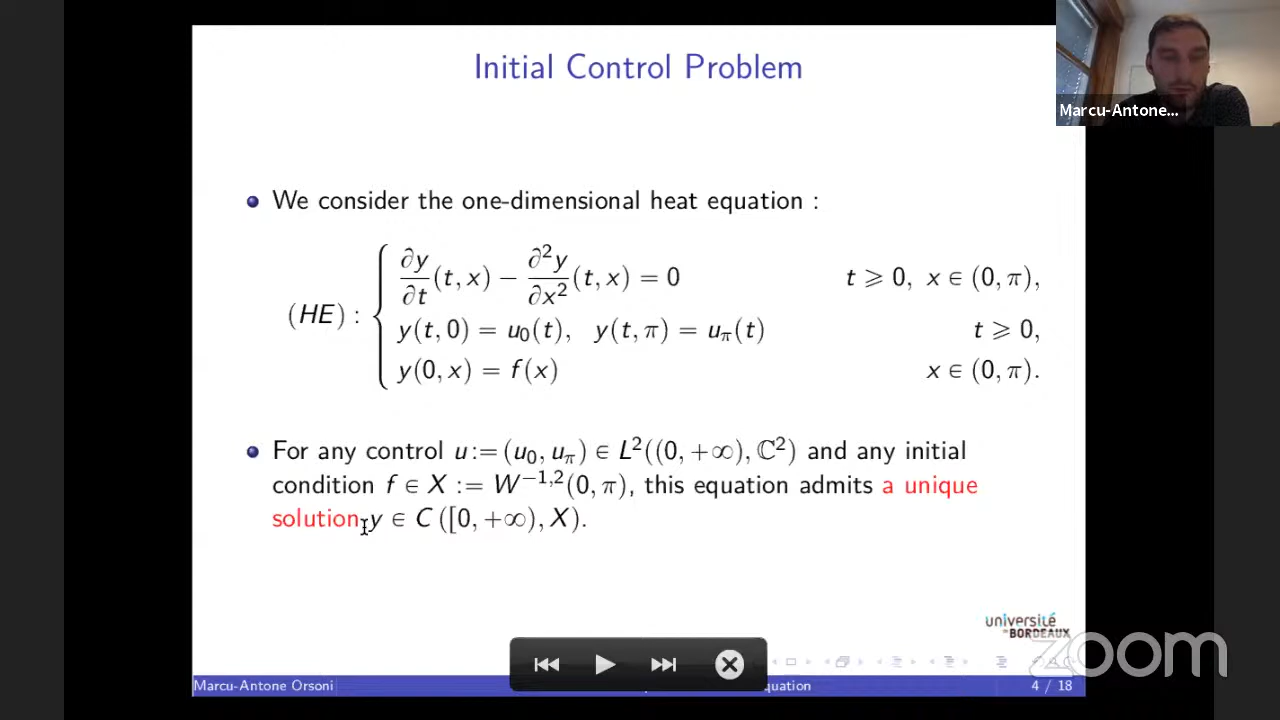 Initial Control Problem
Marcu-Antone...
We consider the one-dimensional heat equation :
(HE) : { ∂y/∂t (t, x) − ∂²y/∂x² (t, x) = 0 t ⩾ 0, x ∈ (0, π),
y(t, 0) = u₀(t), y(t, π) = u_π(t) t ⩾ 0,
y(0, x) = f(x) x ∈ (0, π).
For any control u := (u₀, u_π) ∈ L²((0, +∞), ℂ²) and any initial
condition f ∈ X := W⁻¹,²(0, π), this equation admits a unique
solution y ∈ C ([0, +∞), X).
université
de BORDEAUX
zoom
Marcu-Antone Orsoni equation 4 / 18